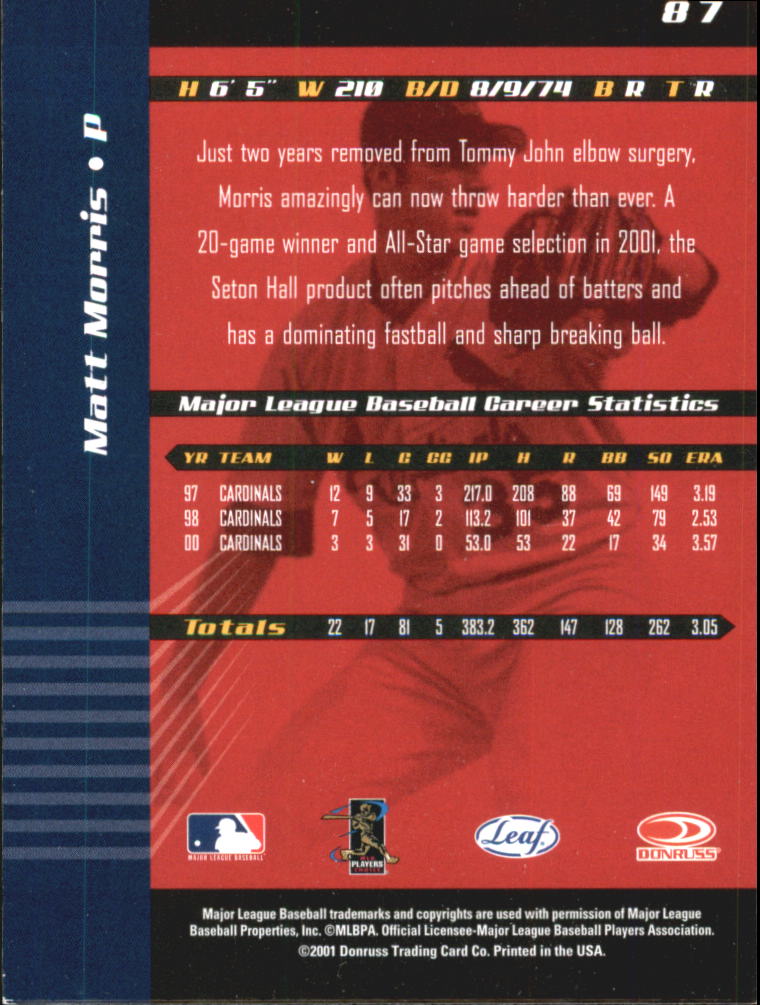 87
H 6' 5" W 210 B/D 8/9/74 B R T R
Matt Morris • P
Just two years removed from Tommy John elbow surgery,
Morris amazingly can now throw harder than ever. A
20-game winner and All-Star game selection in 2001, the
Seton Hall product often pitches ahead of batters and
has a dominating fastball and sharp breaking ball.
Major League Baseball Career Statistics
YR TEAM W L G CG IP H R BB SO ERA
97 CARDINALS 12 9 33 3 217.0 208 88 69 149 3.19
98 CARDINALS 7 5 17 2 113.2 101 37 42 79 2.53
00 CARDINALS 3 3 31 0 53.0 53 22 17 34 3.57
Totals 22 17 81 5 383.2 362 147 128 262 3.05
MAJOR LEAGUE BASEBALL
MLB
PLAYERS
CHOICE
Leaf
DONRUSS
Major League Baseball trademarks and copyrights are used with permission of Major League
Baseball Properties, Inc. ©MLBPA. Official Licensee-Major League Baseball Players Association.
©2001 Donruss Trading Card Co. Printed in the USA.